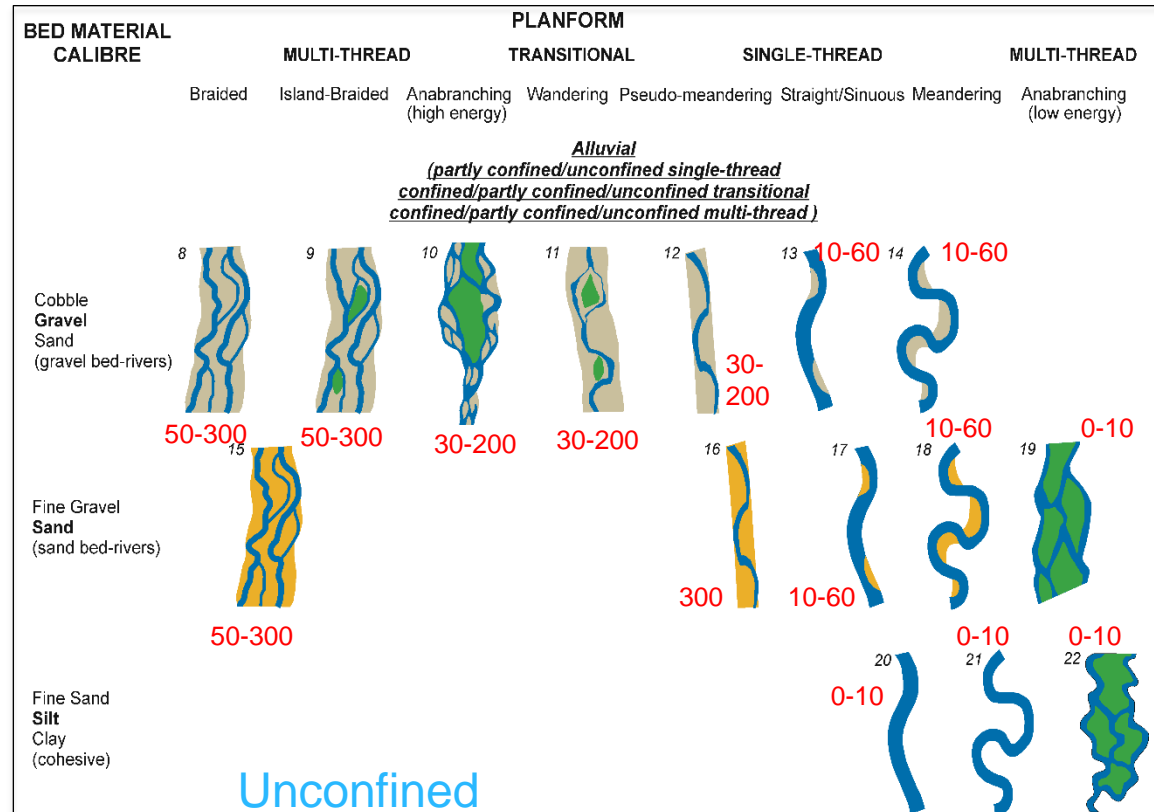 BED MATERIAL
CALIBRE
PLANFORM
MULTI-THREAD
TRANSITIONAL
SINGLE-THREAD
MULTI-THREAD
Braided
Island-Braided
Anabranching
(high energy)
Wandering
Pseudo-meandering
Straight/Sinuous
Meandering
Anabranching
(low energy)
Alluvial
(partly confined/unconfined single-thread
confined/partly confined/unconfined transitional
confined/partly confined/unconfined multi-thread )
Cobble
Gravel
Sand
(gravel bed-rivers)
8
9
10
11
12
13
10-60
14
10-60
30-
200
50-300
50-300
30-200
30-200
10-60
0-10
Fine Gravel
Sand
(sand bed-rivers)
15
16
17
18
19
300
10-60
50-300
0-10
0-10
Fine Sand
Silt
Clay
(cohesive)
20
21
22
0-10
Unconfined